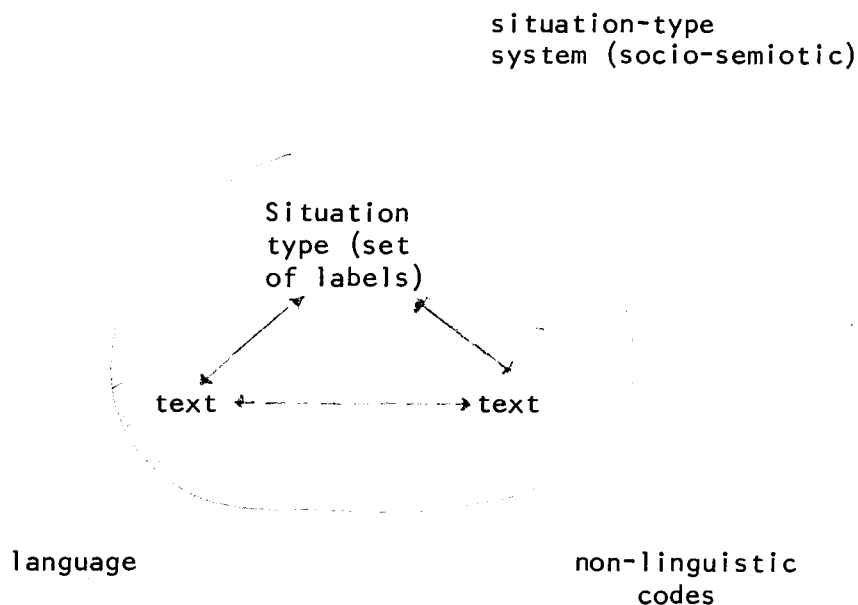 situation-type
system (socio-semiotic)
Situation
type (set
of labels)
text text
language non-linguistic
codes